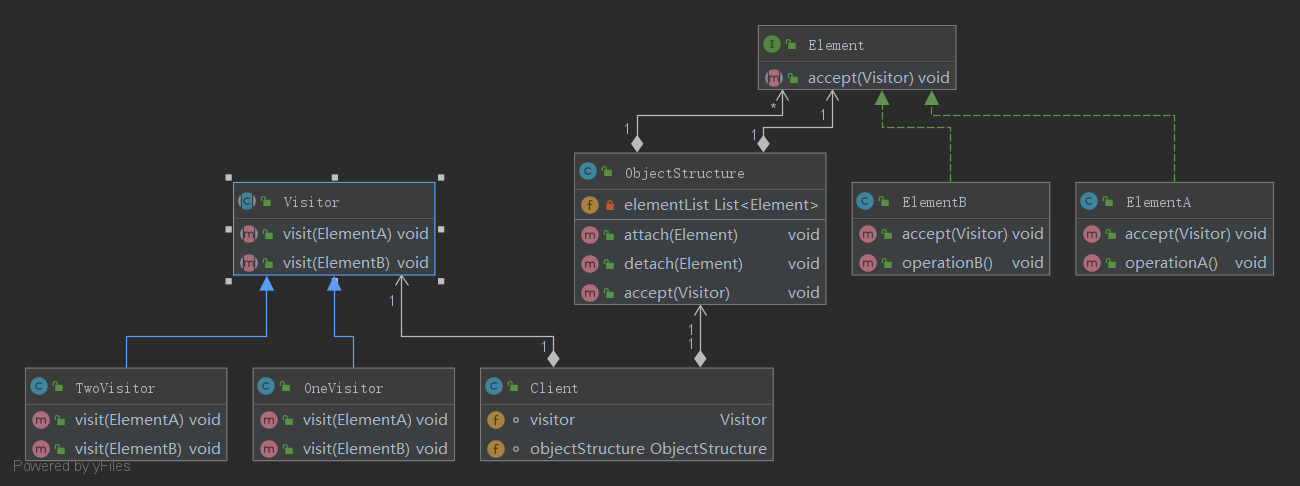 Element
accept(Visitor) void
*
1
1
1
ObjectStructure
elementList List<Element>
attach(Element) void
detach(Element) void
accept(Visitor) void
ElementB
accept(Visitor) void
operationB() void
ElementA
accept(Visitor) void
operationA() void
Visitor
visit(ElementA) void
visit(ElementB) void
1
1
1
1
TwoVisitor
visit(ElementA) void
visit(ElementB) void
OneVisitor
visit(ElementA) void
visit(ElementB) void
Client
visitor Visitor
objectStructure ObjectStructure
Powered by yFiles